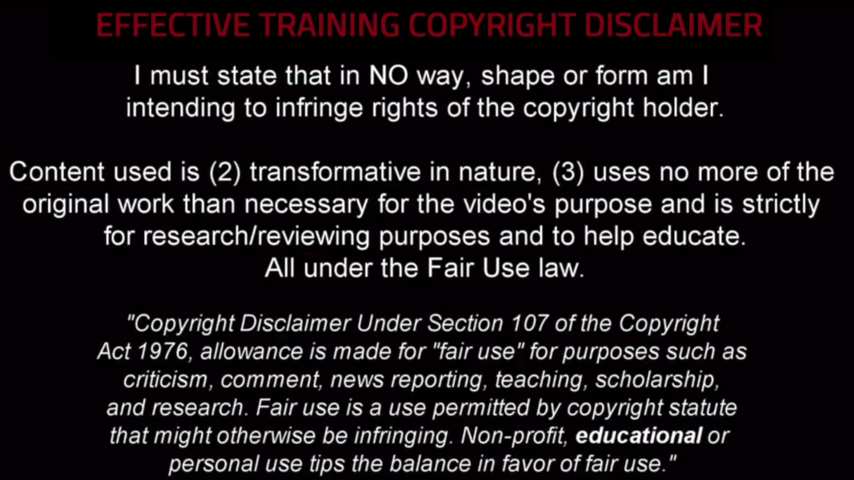 EFFECTIVE TRAINING COPYRIGHT DISCLAIMER
I must state that in NO way, shape or form am I
intending to infringe rights of the copyright holder.
Content used is (2) transformative in nature, (3) uses no more of the
original work than necessary for the video's purpose and is strictly
for research/reviewing purposes and to help educate.
All under the Fair Use law.
"Copyright Disclaimer Under Section 107 of the Copyright
Act 1976, allowance is made for "fair use" for purposes such as
criticism, comment, news reporting, teaching, scholarship,
and research. Fair use is a use permitted by copyright statute
that might otherwise be infringing. Non-profit, educational or
personal use tips the balance in favor of fair use."